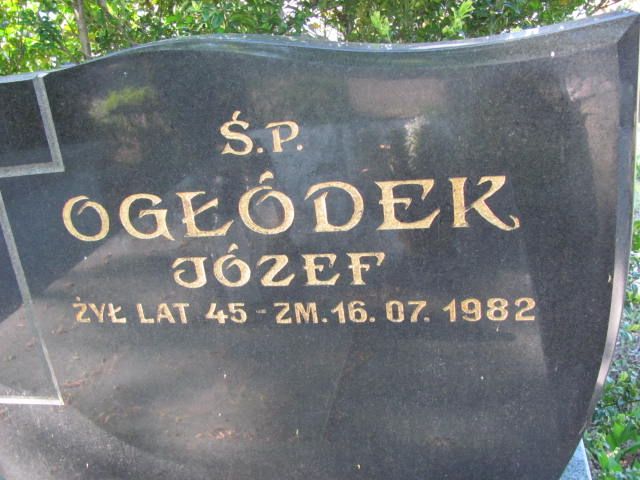 Ś.P.
OGŁÓDEK
JÓZEF
ŻYŁ LAT 45 - ZM. 16. 07. 1982